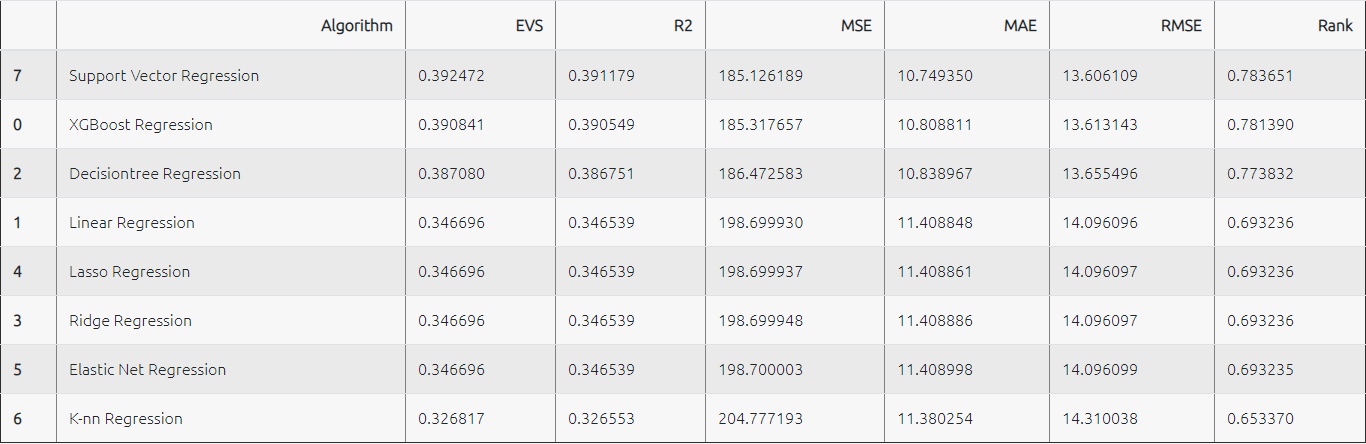 Algorithm EVS R2 MSE MAE RMSE Rank
7 Support Vector Regression 0.392472 0.391179 185.126189 10.749350 13.606109 0.783651
0 XGBoost Regression 0.390841 0.390549 185.317657 10.808811 13.613143 0.781390
2 Decisiontree Regression 0.387080 0.386751 186.472583 10.838967 13.655496 0.773832
1 Linear Regression 0.346696 0.346539 198.699930 11.408848 14.096096 0.693236
4 Lasso Regression 0.346696 0.346539 198.699937 11.408861 14.096097 0.693236
3 Ridge Regression 0.346696 0.346539 198.699948 11.408886 14.096097 0.693236
5 Elastic Net Regression 0.346696 0.346539 198.700003 11.408998 14.096099 0.693235
6 K-nn Regression 0.326817 0.326553 204.777193 11.380254 14.310038 0.653370